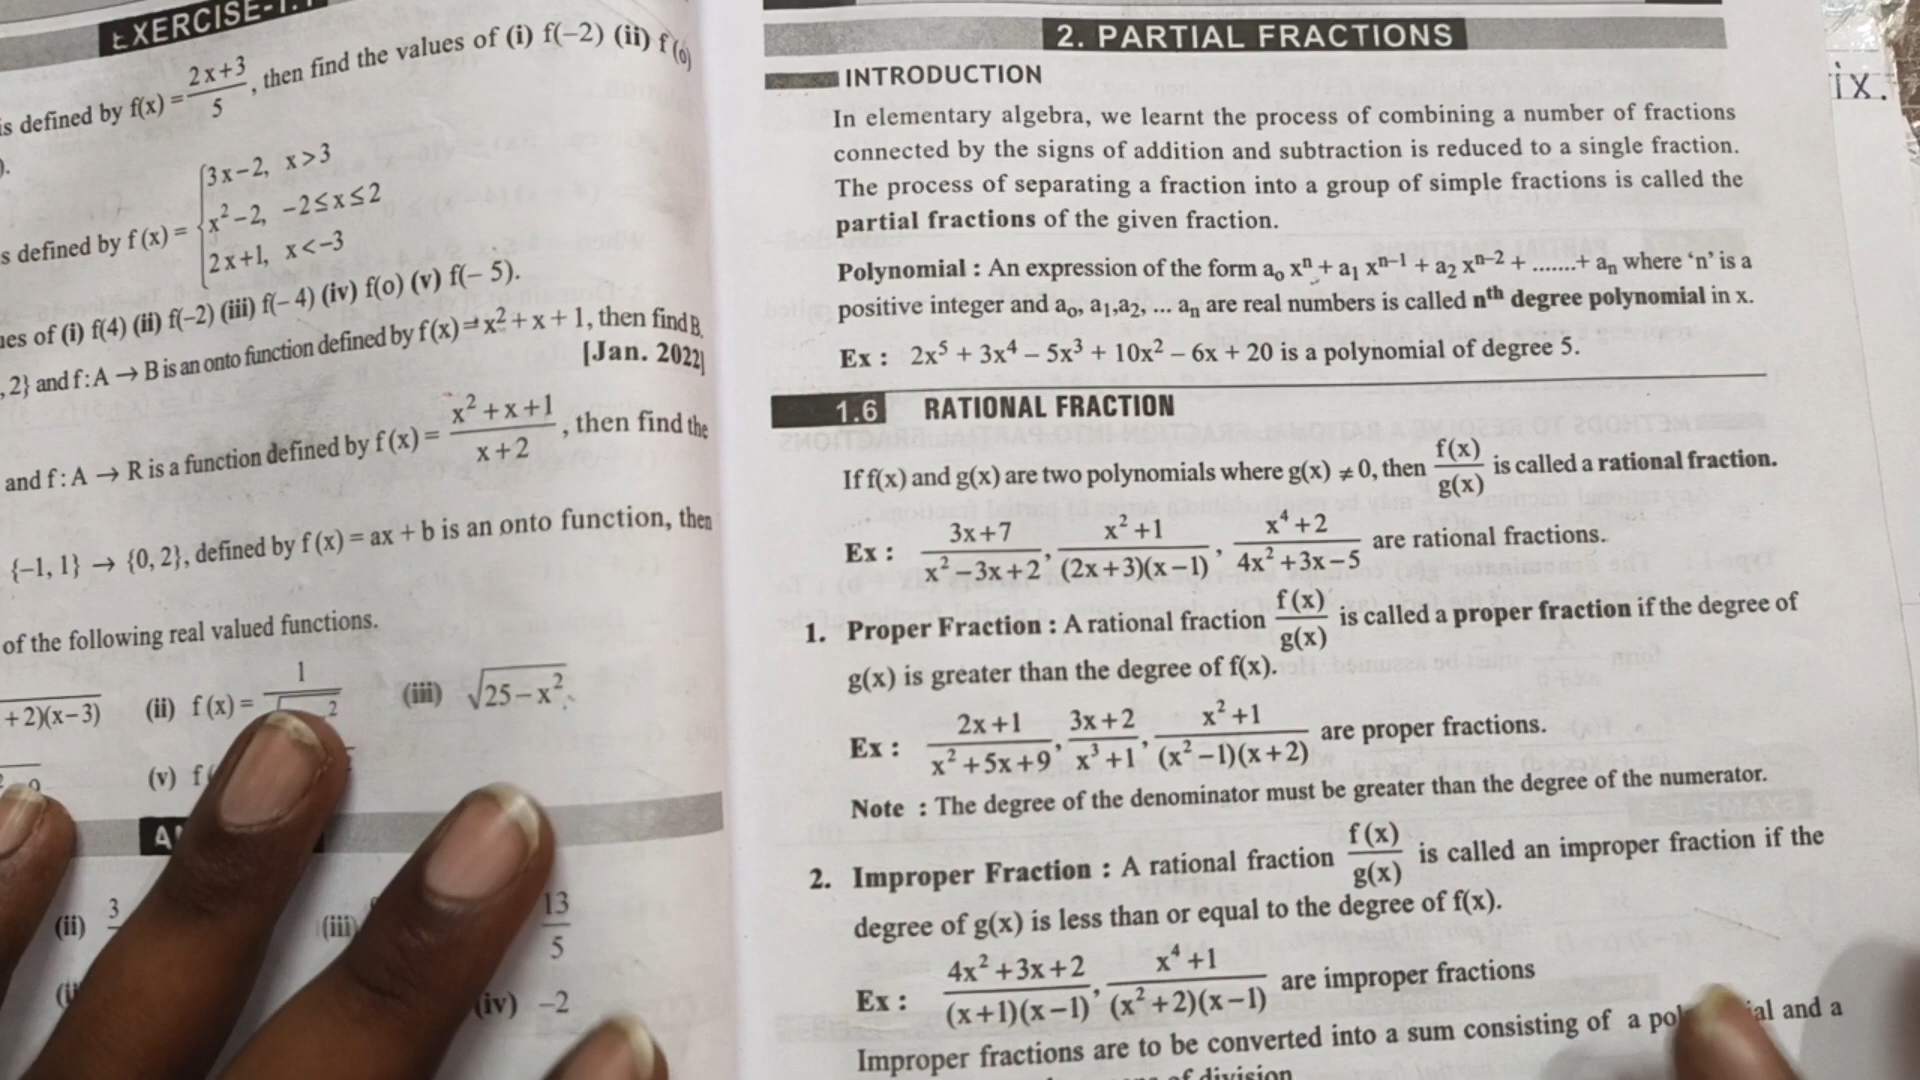 EXERCISE-1.1
is defined by f(x) = (2x+3)/5, then find the values of (i) f(–2) (ii) f(o)
).
s defined by f(x) = { 3x–2, x>3
x²–2, –2≤x≤2
2x+1, x<–3
ues of (i) f(4) (ii) f(–2) (iii) f(– 4) (iv) f(o) (v) f(– 5).
, 2} and f : A → B is an onto function defined by f(x) = x² + x + 1, then find B.
[Jan. 2022]
and f : A → R is a function defined by f(x) = (x²+x+1)/(x+2), then find the
{–1, 1} → {0, 2}, defined by f (x) = ax + b is an onto function, then
of the following real valued functions.
+2)(x–3) (ii) f(x) = 1 (iii) √(25–x²)
(v) f
(ii) 3 (iii) 13/5
(iv) –2
2. PARTIAL FRACTIONS
INTRODUCTION
In elementary algebra, we learnt the process of combining a number of fractions
connected by the signs of addition and subtraction is reduced to a single fraction.
The process of separating a fraction into a group of simple fractions is called the
partial fractions of the given fraction.
Polynomial : An expression of the form a₀ xⁿ + a₁ xⁿ⁻¹ + a₂ xⁿ⁻² + .......+ aₙ where ‘n’ is a
positive integer and a₀, a₁,a₂, ... aₙ are real numbers is called nᵗʰ degree polynomial in x.
Ex : 2x⁵ + 3x⁴ – 5x³ + 10x² – 6x + 20 is a polynomial of degree 5.
1.6 RATIONAL FRACTION
If f(x) and g(x) are two polynomials where g(x) ≠ 0, then f(x)/g(x) is called a rational fraction.
Ex : (3x+7)/(x²–3x+2), (x²+1)/((2x+3)(x–1)), (x⁴+2)/(4x²+3x–5) are rational fractions.
1. Proper Fraction : A rational fraction f(x)/g(x) is called a proper fraction if the degree of
g(x) is greater than the degree of f(x).
Ex : (2x+1)/(x²+5x+9), (3x+2)/(x³+1), (x²+1)/((x²–1)(x+2)) are proper fractions.
Note : The degree of the denominator must be greater than the degree of the numerator.
2. Improper Fraction : A rational fraction f(x)/g(x) is called an improper fraction if the
degree of g(x) is less than or equal to the degree of f(x).
Ex : (4x²+3x+2)/((x+1)(x–1)), (x⁴+1)/((x²+2)(x–1)) are improper fractions
Improper fractions are to be converted into a sum consisting of a and a
of division
ix.